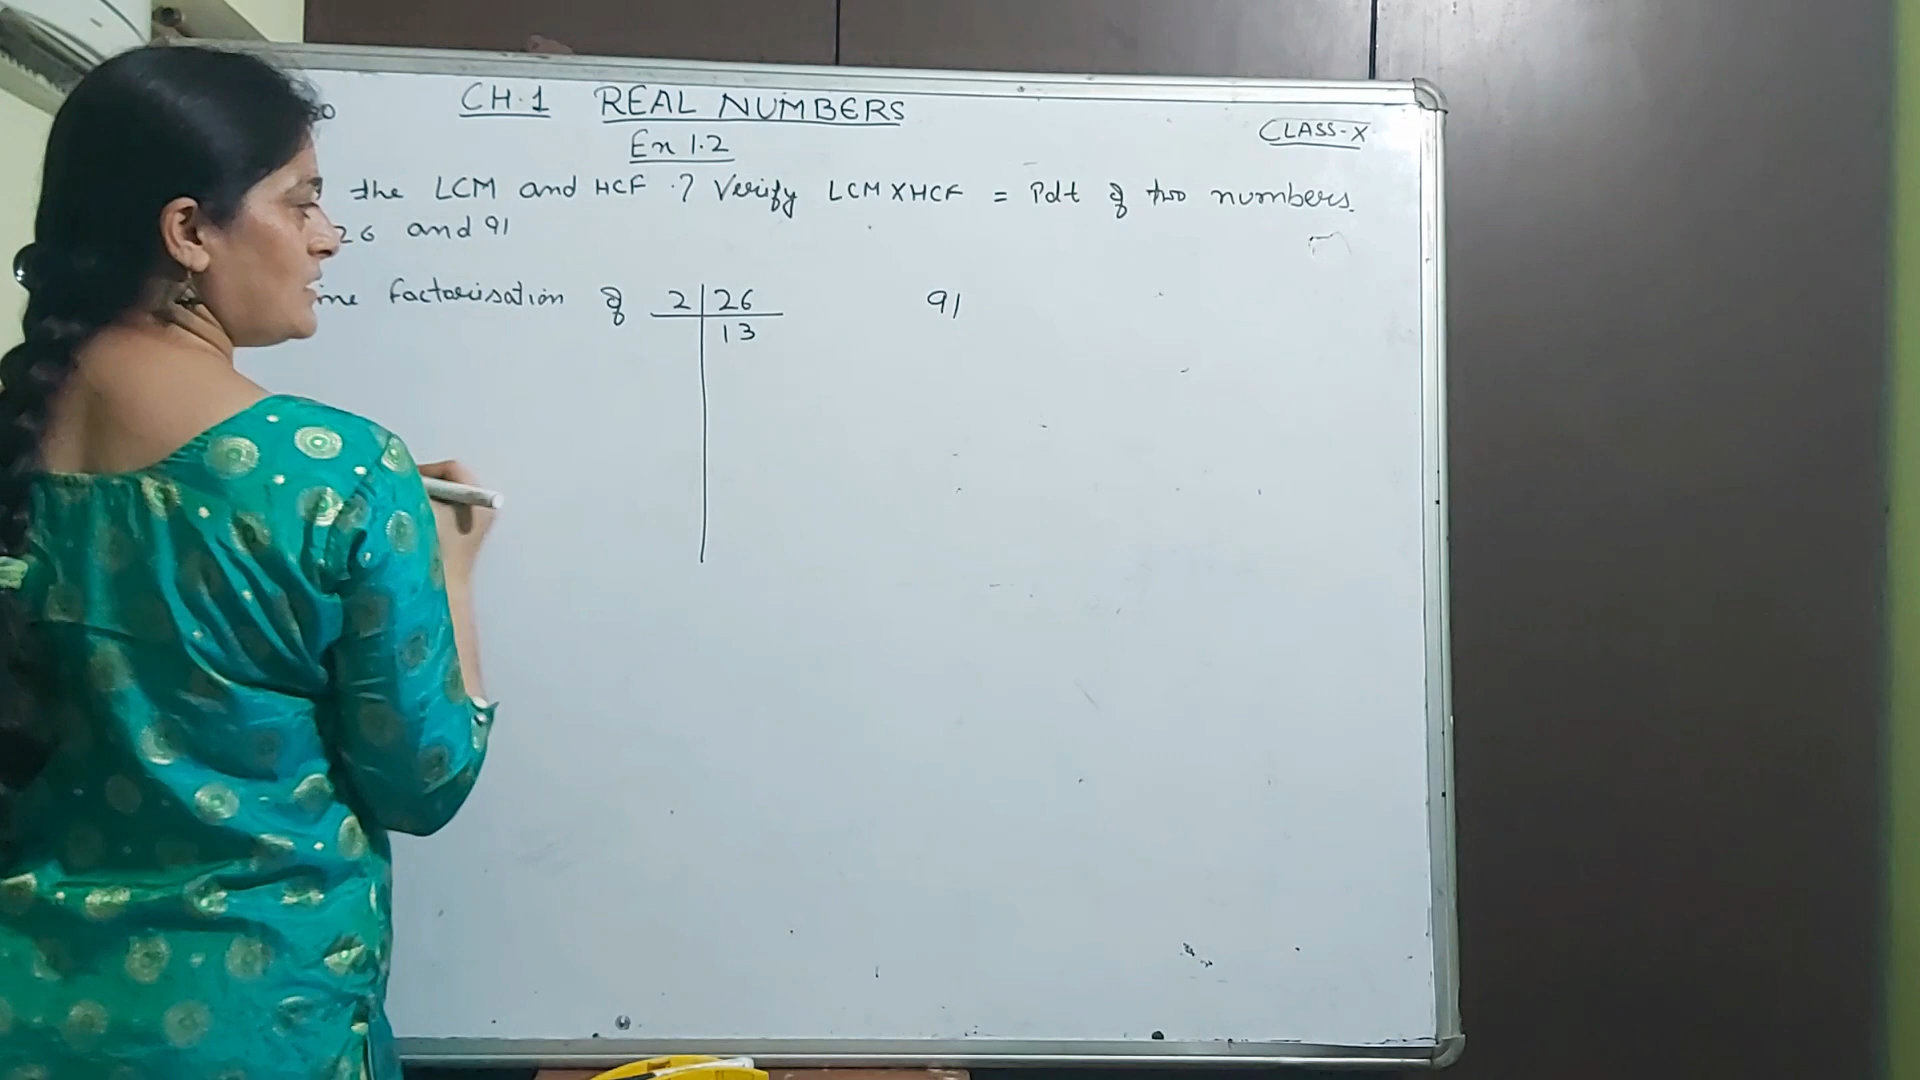 CH.1 REAL NUMBERS
CLASS-X
Ex 1.2
the LCM and HCF .? Verify LCM X HCF = Pdt of two numbers.
26 and 91
factorisation of 2 26 91
13